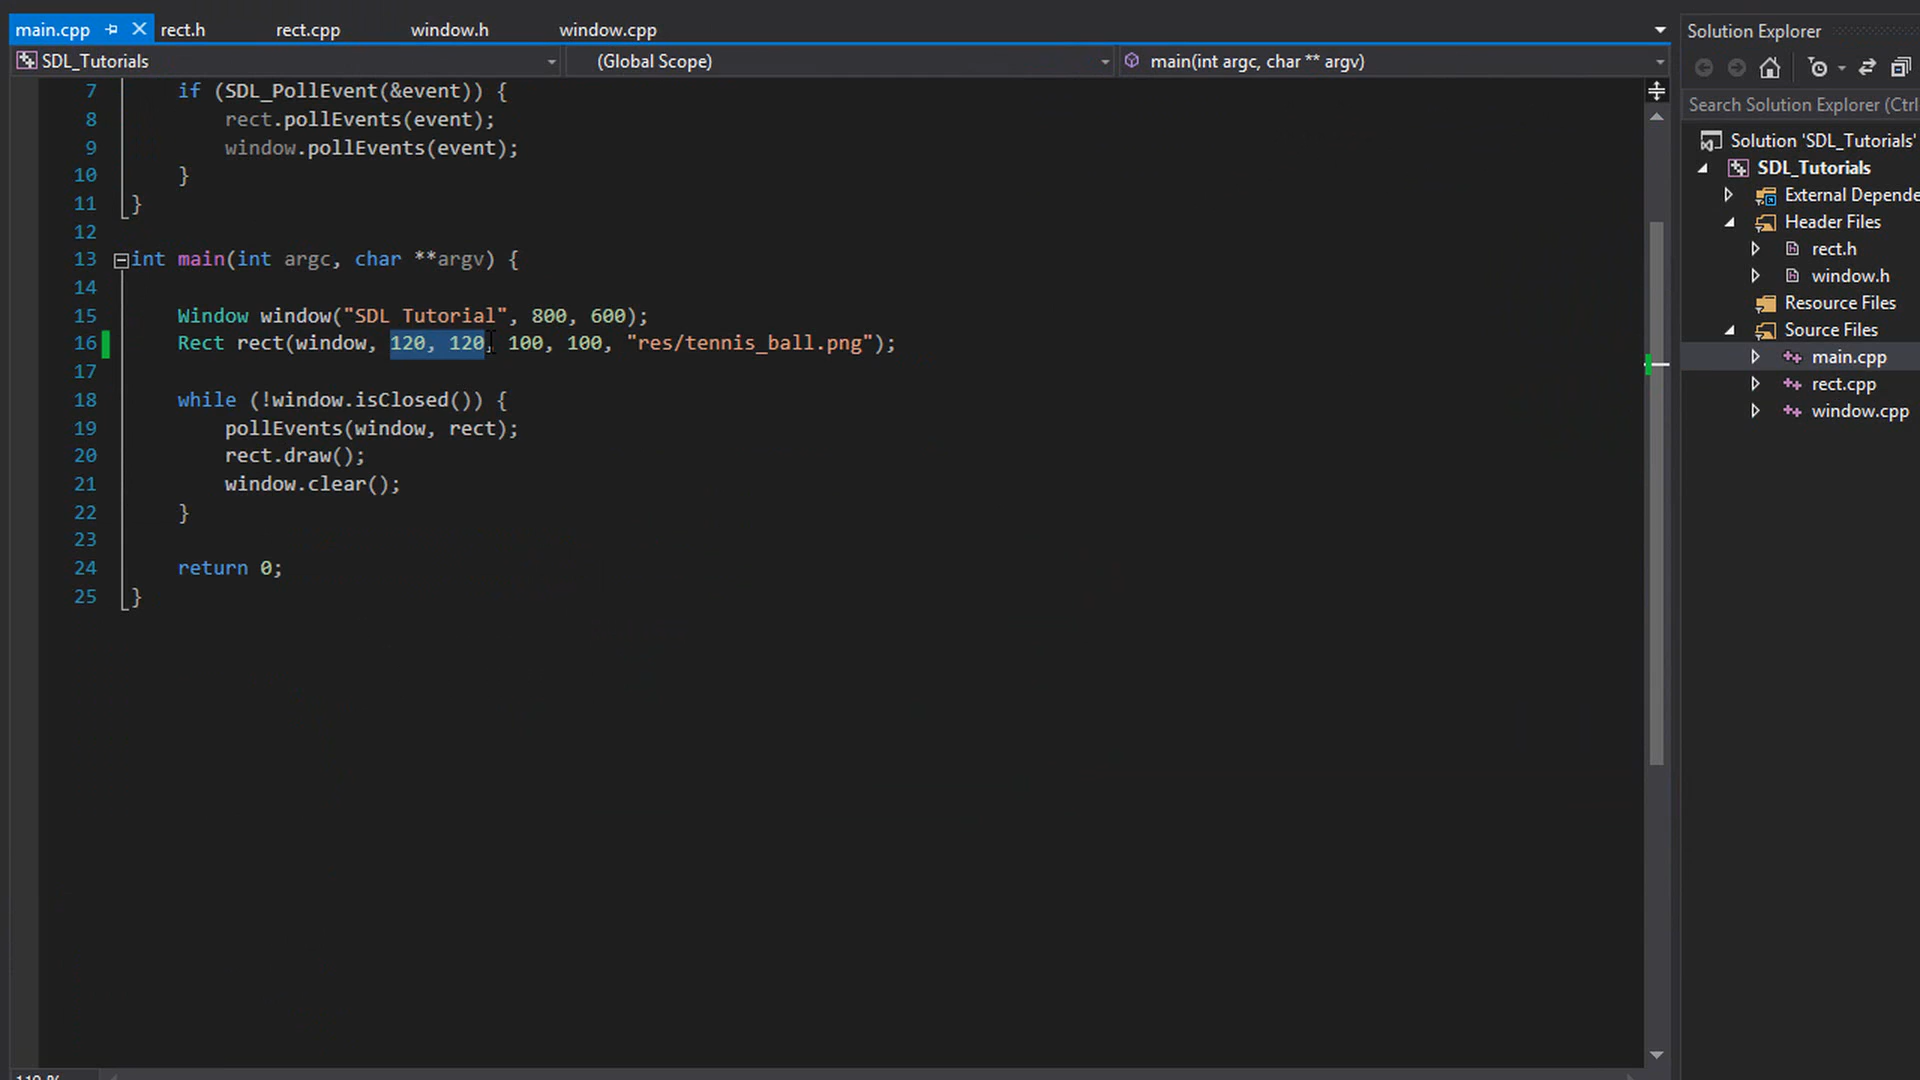 main.cpp rect.h rect.cpp window.h window.cpp
SDL_Tutorials (Global Scope) main(int argc, char ** argv)
7 if (SDL_PollEvent(&event)) {
8 rect.pollEvents(event);
9 window.pollEvents(event);
10 }
11 }
12
13 int main(int argc, char **argv) {
14
15 Window window("SDL Tutorial", 800, 600);
16 Rect rect(window, 120, 120, 100, 100, "res/tennis_ball.png");
17
18 while (!window.isClosed()) {
19 pollEvents(window, rect);
20 rect.draw();
21 window.clear();
22 }
23
24 return 0;
25 }
Solution Explorer
Search Solution Explorer (Ctrl
Solution 'SDL_Tutorials'
SDL_Tutorials
External Depende
Header Files
rect.h
window.h
Resource Files
Source Files
main.cpp
rect.cpp
window.cpp